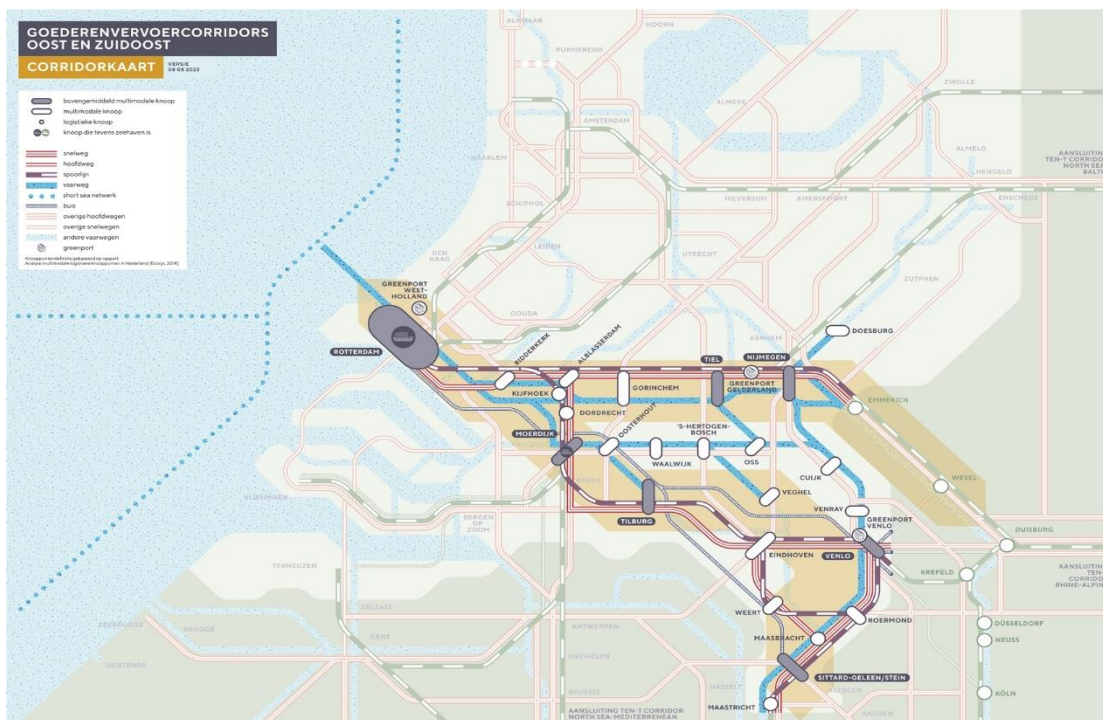 GOEDERENVERVOERCORRIDORS
OOST EN ZUIDOOST
CORRIDORKAART
VERSIE
bovengemiddeld multimodale knoop
multimodale knoop
logistieke knoop
knoop die tevens zeehaven is
snelweg
hoofdweg
spoorlijn
vaarweg
short sea netwerk
buis
overige hoofdwegen
overige snelwegen
andere vaarwegen
greenport
ALKMAAR
HOORN
PURMEREND
ZWOLLE
ALMERE
AMSTERDAM
HAARLEM
ALMELO
AANSLUITING
TEN-T CORRIDOR
NORTH SEA
BALTI
HENGELO
ENSCHEDE
SCHIPHOL
HILVERSUM
AMERSFOORT
LEIDEN
DEN
HAAG
UTRECHT
ZUTPHEN
GREENPORT
WEST-
HOLLAND
GOUDA
ARNHEM
DOESBURG
ROTTERDAM
RIDDERKERK
ALBLASSERDAM
TIEL
NIJMEGEN
GREENPORT
GELDERLAND
GORINCHEM
KIJFHOEK
EMMERICH
DORDRECHT
OOSTERHOUT
'S-HERTOGEN-
BOSCH
MOERDIJK
WAALWIJK
OSS
CUIJK
BREDA
WESEL
VLISSINGEN
VEGHEL
BERGEN
OP
ZOOM
TILBURG
VENRAY
GREENPORT
VENLO
DUISBURG
EINDHOVEN
VENLO
TERNEUZEN
KREFELD
AANSLUITING
TEN-T
CORRIDOR
RHINE-ALPIN
ZELZATE
WEERT
ROERMOND
ZEEBRUGGE
BRUGGE
ANTWERPEN
DÜSSELDORF
GENT
MAASBRACHT
NEUSS
OOSTENDE
MECHELEN
HASSELT
SITTARD-GELEEN/STEIN
HEERLEN
KÖLN
BRUSSEL
MAASTRICHT
AACHEN
AANSLUITING TEN-T CORRIDOR
NORTH SEA-MEDITERRANEAN